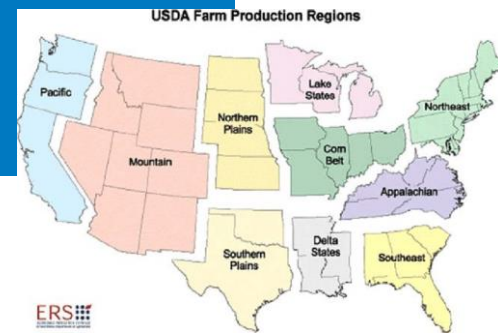 USDA Farm Production Regions
Pacific
Mountain
Northern
Plains
Lake
States
Corn
Belt
Northeast
Appalachian
Southern
Plains
Delta
States
Southeast
ERS